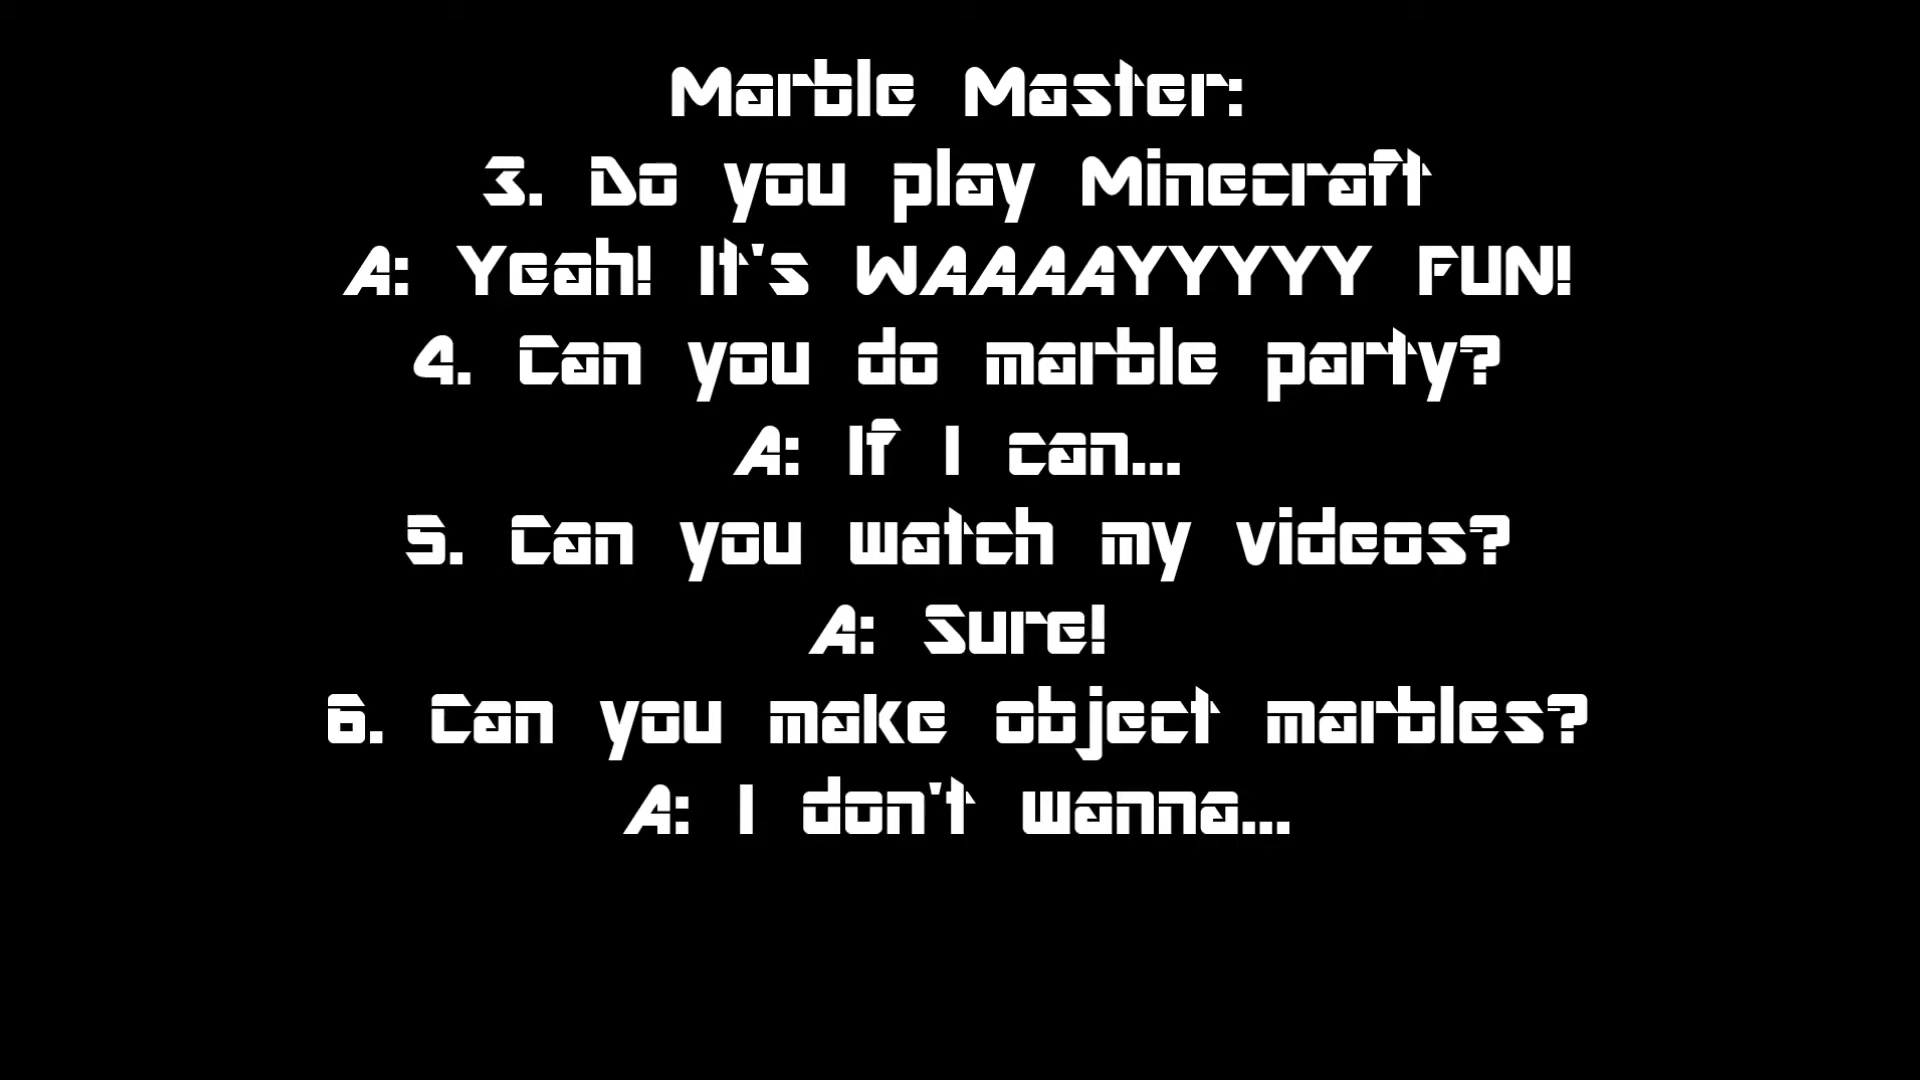 Marble Master:
3. Do you play Minecraft
A: Yeah! It's WAAAAYYYYY FUN!
4. Can you do marble party?
A: If I can...
5. Can you watch my videos?
A: Sure!
6. Can you make object marbles?
A: I don't wanna...